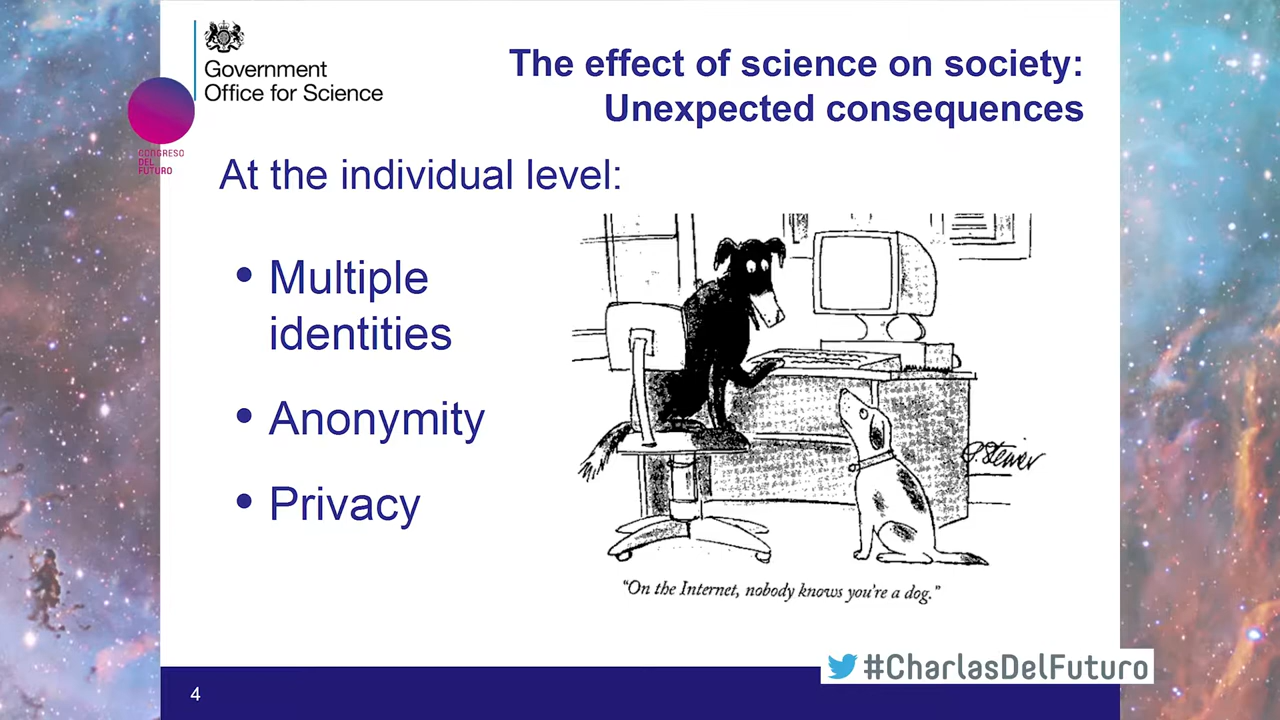 Government
Office for Science
The effect of science on society:
Unexpected consequences
CONGRESO
DEL
FUTURO
At the individual level:
• Multiple
identities
• Anonymity
• Privacy
P. Steiner
"On the Internet, nobody knows you're a dog."
#CharlasDelFuturo
4